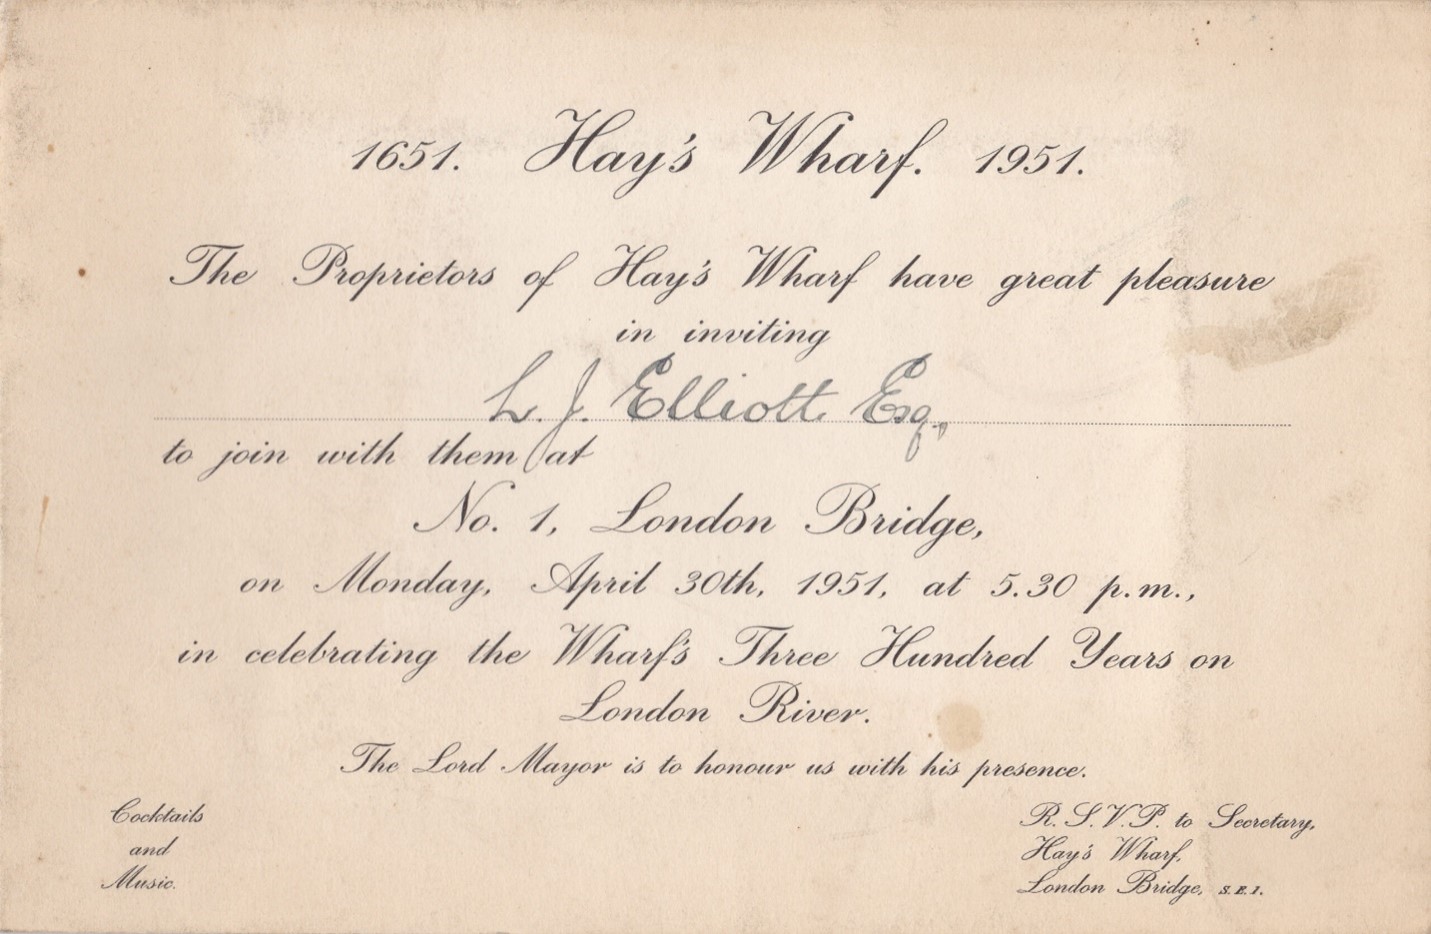 1651. Hay's Wharf. 1951.
The Proprietors of Hay's Wharf have great pleasure
in inviting
L. J. Elliott Esq.,
to join with them at
No. 1, London Bridge,
on Monday, April 30th, 1951, at 5.30 p.m.,
in celebrating the Wharf's Three Hundred Years on
London River.
The Lord Mayor is to honour us with his presence.
Cocktails
and
Music.
R.S.V.P. to Secretary,
Hay's Wharf,
London Bridge, S.E.1.